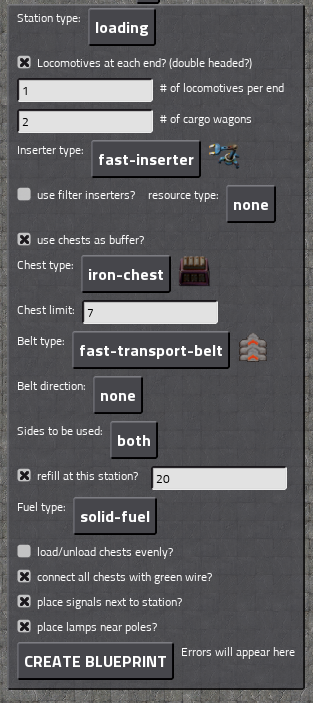 Station type: loading
Locomotives at each end? (double headed?)
1 # of locomotives per end
2 # of cargo wagons
Inserter type: fast-inserter
use filter inserters? resource type: none
use chests as buffer?
Chest type: iron-chest
Chest limit: 7
Belt type: fast-transport-belt
Belt direction: none
Sides to be used: both
refill at this station? 20
Fuel type: solid-fuel
load/unload chests evenly?
connect all chests with green wire?
place signals next to station?
place lamps near poles?
CREATE BLUEPRINT Errors will appear here